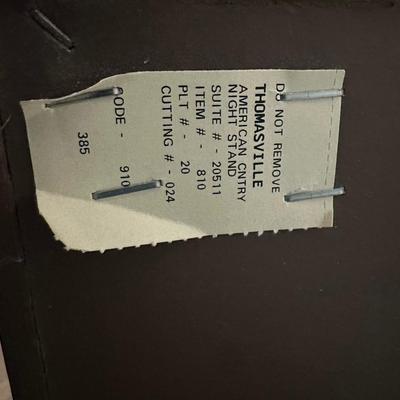 DO NOT REMOVE
THOMASVILLE
AMERICAN CNTRY
NIGHT STAND
SUITE # - 20511
ITEM # - 810
PLT # - 20
CUTTING # - 024
ODE - 910
385